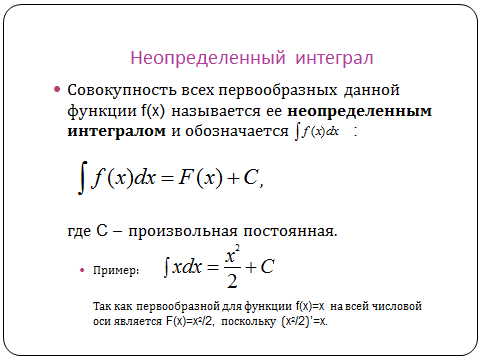 Неопределенный интеграл
• Совокупность всех первообразных данной
функции f(x) называется ее неопределенным
интегралом и обозначается ∫ f(x)dx :
∫ f(x)dx = F(x) + C,
где C – произвольная постоянная.
• Пример: ∫ xdx = x²/2 + C
Так как первообразной для функции f(x)=x на всей числовой
оси является F(x)=x²/2, поскольку (x²/2)'=x.